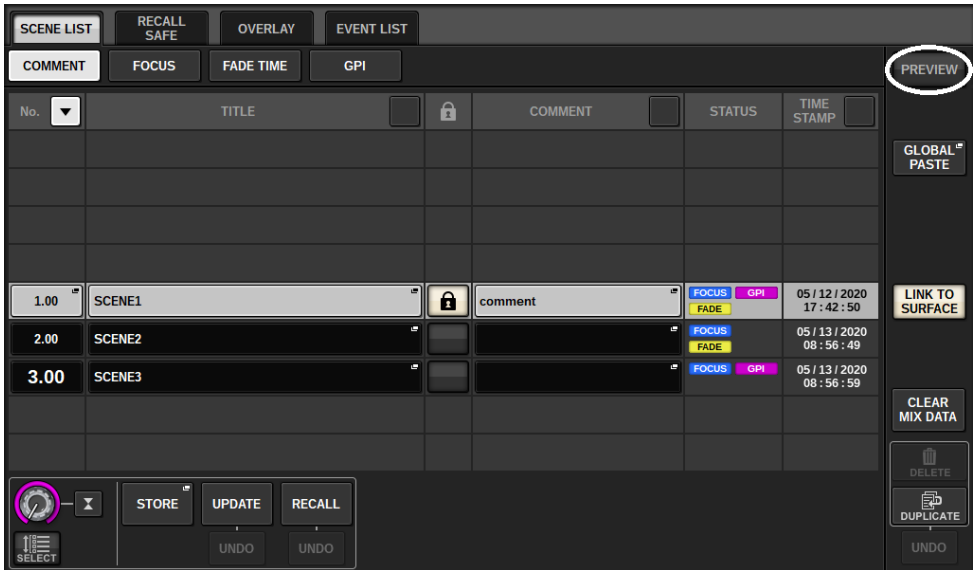 SCENE LIST
RECALL
SAFE
OVERLAY
EVENT LIST
COMMENT
FOCUS
FADE TIME
GPI
PREVIEW
No.
TITLE
COMMENT
STATUS
TIME
STAMP
GLOBAL
PASTE
1.00
SCENE1
comment
FOCUS GPI
FADE
05 / 12 / 2020
17 : 42 : 50
LINK TO
SURFACE
2.00
SCENE2
FOCUS
FADE
05 / 13 / 2020
08 : 56 : 49
3.00
SCENE3
FOCUS GPI
05 / 13 / 2020
08 : 56 : 59
CLEAR
MIX DATA
DELETE
STORE
UPDATE
RECALL
DUPLICATE
SELECT
UNDO
UNDO
UNDO